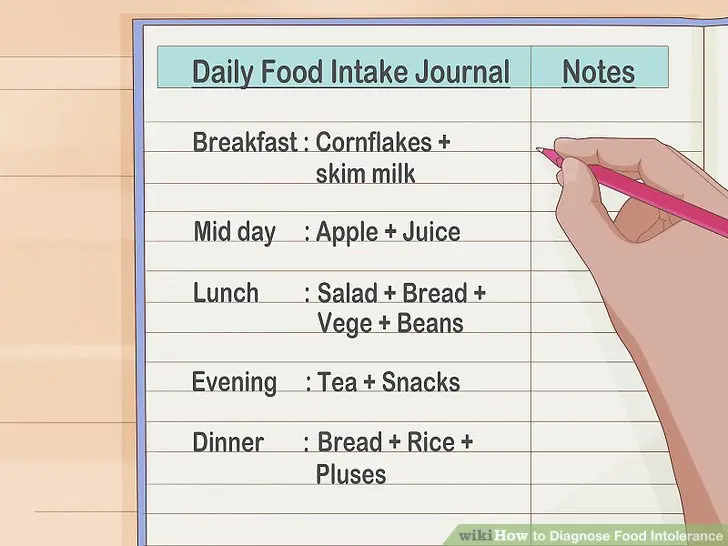 Daily Food Intake Journal Notes
Breakfast : Cornflakes +
skim milk
Mid day : Apple + Juice
Lunch : Salad + Bread +
Vege + Beans
Evening : Tea + Snacks
Dinner : Bread + Rice +
Pluses
wikiHow to Diagnose Food Intolerance